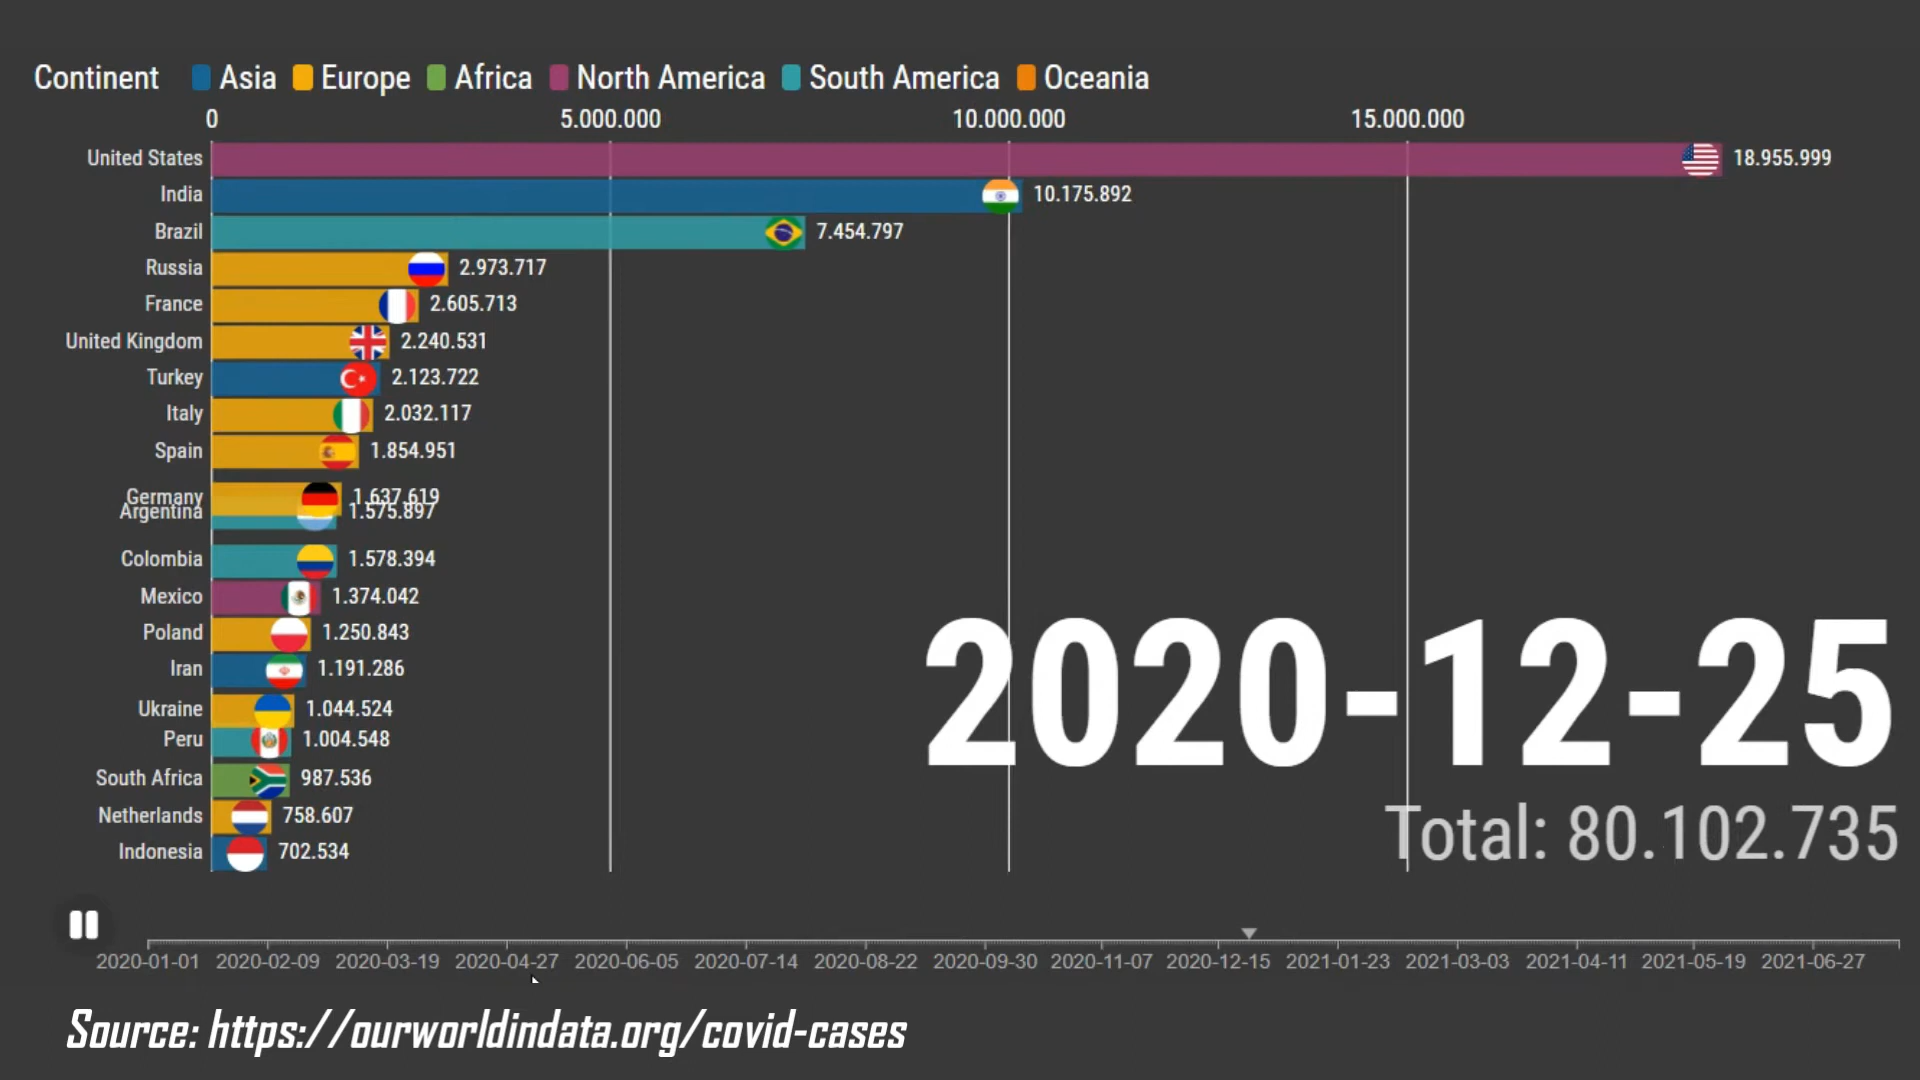 Continent Asia Europe Africa North America South America Oceania
0 5.000.000 10.000.000 15.000.000
United States 18.955.999
India 10.175.892
Brazil 7.454.797
Russia 2.973.717
France 2.605.713
United Kingdom 2.240.531
Turkey 2.123.722
Italy 2.032.117
Spain 1.854.951
Germany 1.637.619
Argentina 1.575.897
Colombia 1.578.394
Mexico 1.374.042
Poland 1.250.843
Iran 1.191.286
Ukraine 1.044.524
Peru 1.004.548
South Africa 987.536
Netherlands 758.607
Indonesia 702.534
2020-12-25
Total: 80.102.735
2020-01-01 2020-02-09 2020-03-19 2020-04-27 2020-06-05 2020-07-14 2020-08-22 2020-09-30 2020-11-07 2020-12-15 2021-01-23 2021-03-03 2021-04-11 2021-05-19 2021-06-27
Source: https://ourworldindata.org/covid-cases